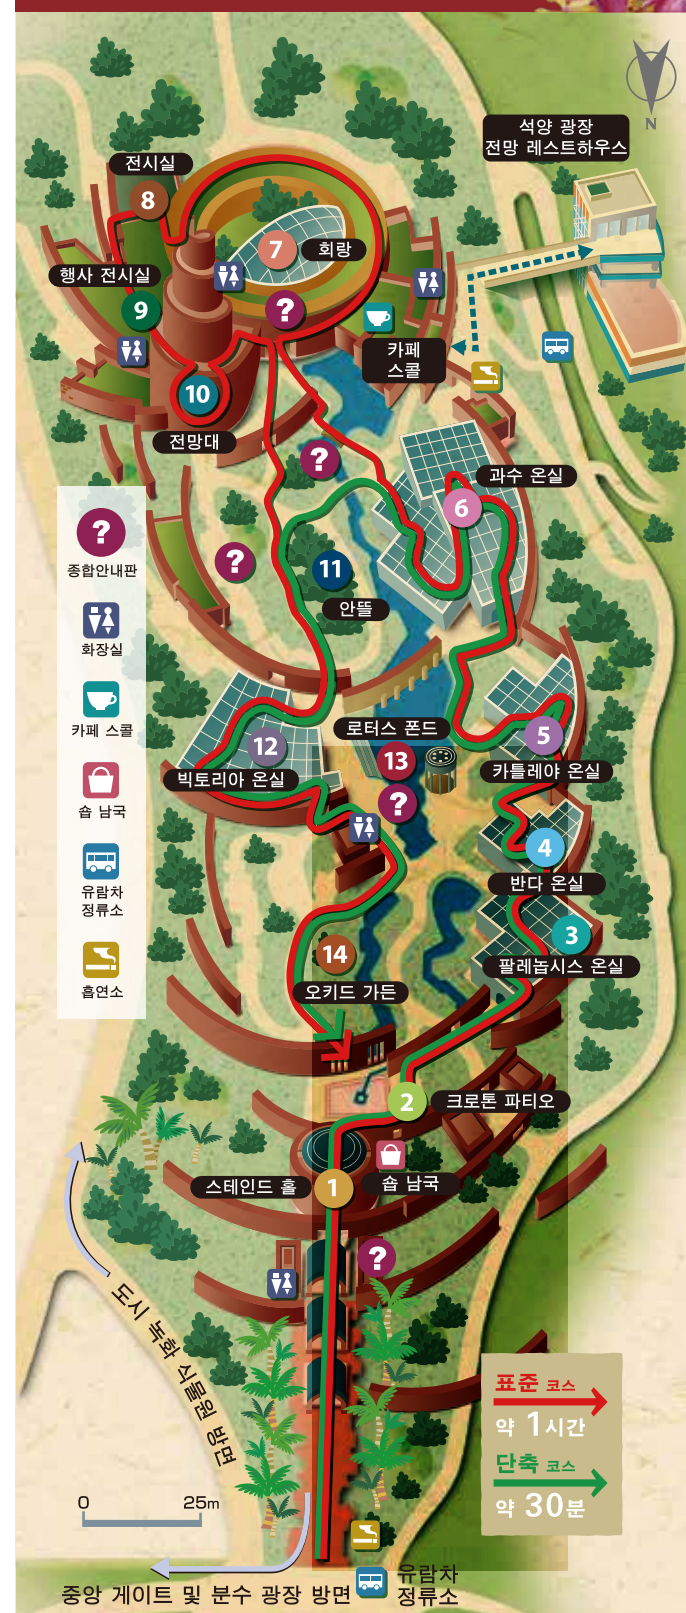 N
석양 광장
전망 레스트하우스
전시실
8
7
회랑
행사 전시실
9
?
카페
스콜
10
전망대
?
과수 온실
6
?
종합안내판
?
11
안뜰
화장실
카페 스콜
로터스 폰드
12
13
5
빅토리아 온실
카틀레야 온실
숍 남국
?
4
반다 온실
유람차
정류소
3
14
팔레놉시스 온실
흡연소
오키드 가든
2
크로톤 파티오
스테인드 홀
1
숍 남국
?
도시 녹화 식물원 방면
표준 코스
약 1시간
단축 코스
약 30분
0 25m
중앙 게이트 및 분수 광장 방면
유람차
정류소